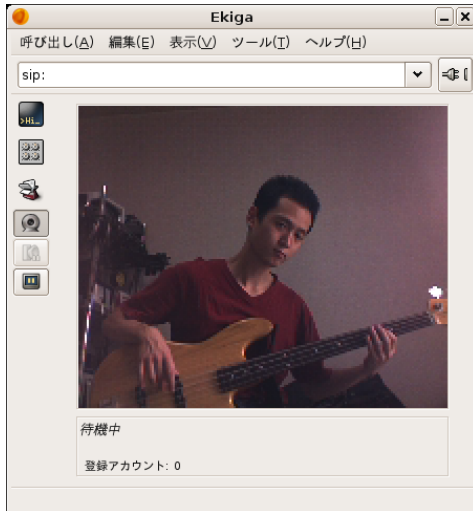 Ekiga
呼び出し(A) 編集(E) 表示(V) ツール(T) ヘルプ(H)
sip:
>Hi_
待機中
登録アカウント: 0